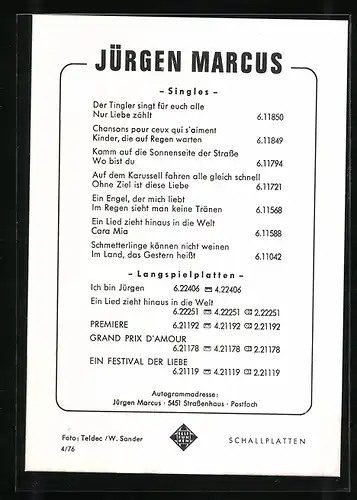 JÜRGEN MARCUS
– Singles –
Der Tingler singt für euch alle
Nur Liebe zählt 6.11850
Chansons pour ceux qui s'aiment
Kinder, die auf Regen warten 6.11849
Komm auf die Sonnenseite der Straße
Wo bist du 6.11794
Auf dem Karussell fahren alle gleich schnell
Ohne Ziel ist diese Liebe 6.11721
Ein Engel, der mich liebt
Im Regen sieht man keine Tränen 6.11568
Ein Lied zieht hinaus in die Welt
Cara Mia 6.11588
Schmetterlinge können nicht weinen
Im Land, das Gestern heißt 6.11042
– Langspielplatten –
Ich bin Jürgen 6.22406 4.22406
Ein Lied zieht hinaus in die Welt
6.22251 4.22251 2.22251
PREMIERE 6.21192 4.21192 2.21192
GRAND PRIX D'AMOUR
6.21178 4.21178 2.21178
EIN FESTIVAL DER LIEBE
6.21119 4.21119 2.21119
Autogrammadresse:
Jürgen Marcus · 5451 Straßenhaus · Postfach
Foto: Teldec /W. Sander
4/76
TELE
FUN
KEN
SCHALLPLATTEN